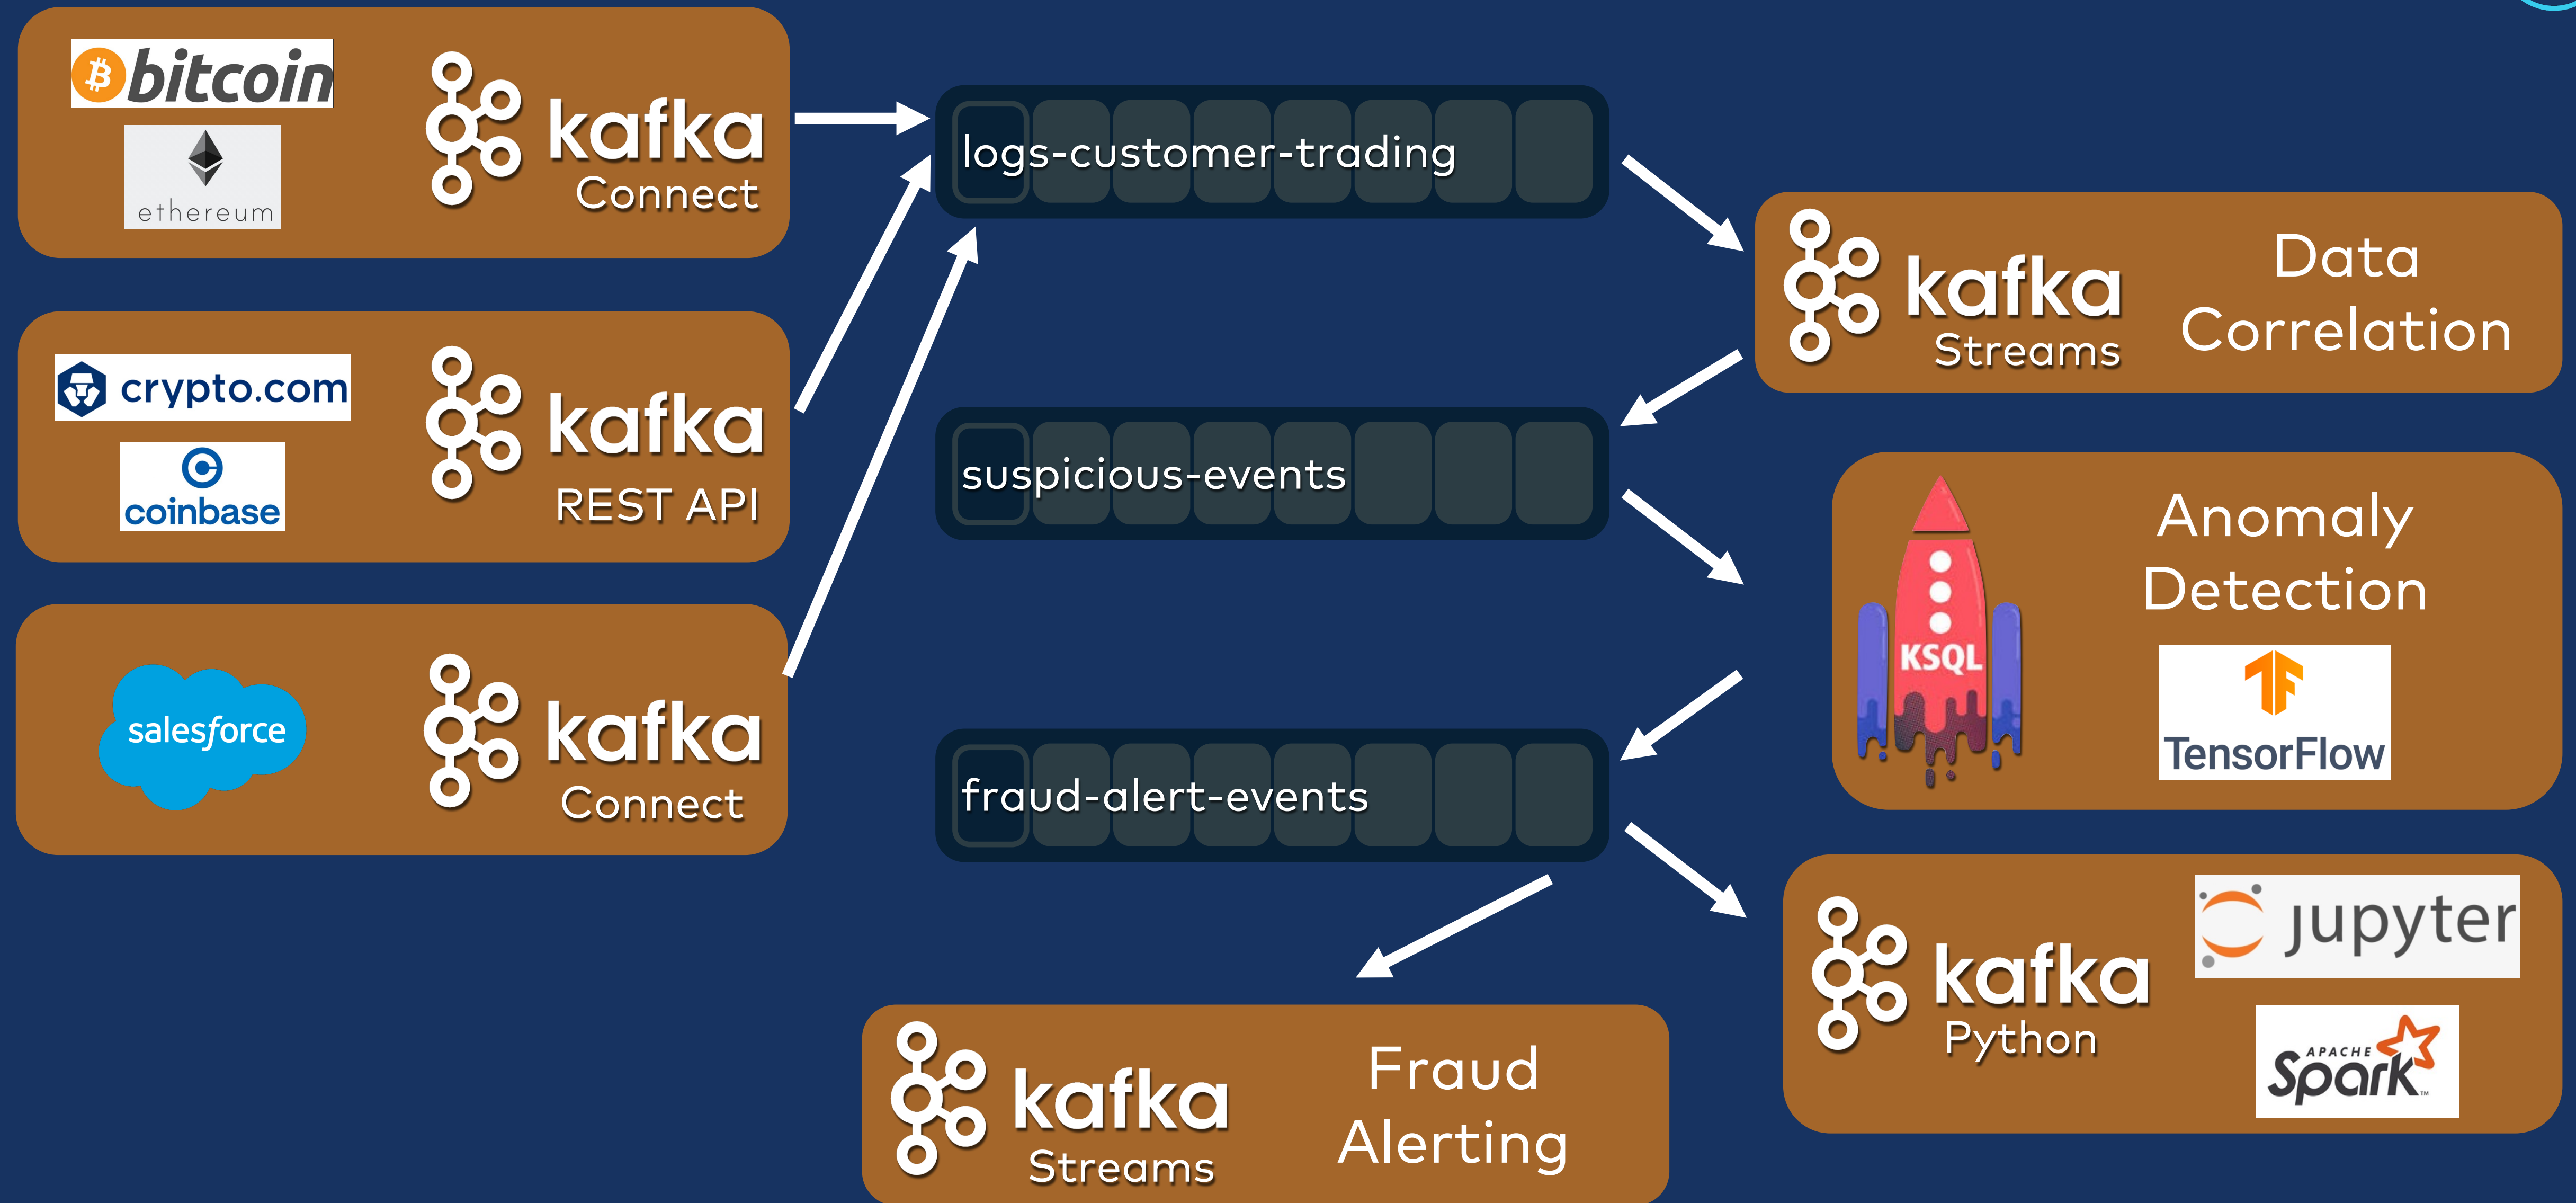 bitcoin
ethereum
kafka
Connect
crypto.com
coinbase
kafka
REST API
salesforce
kafka
Connect
logs-customer-trading
suspicious-events
fraud-alert-events
kafka
Streams
Data
Correlation
KSQL
Anomaly
Detection
TensorFlow
kafka
Python
jupyter
APACHE
Spark™
kafka
Streams
Fraud
Alerting